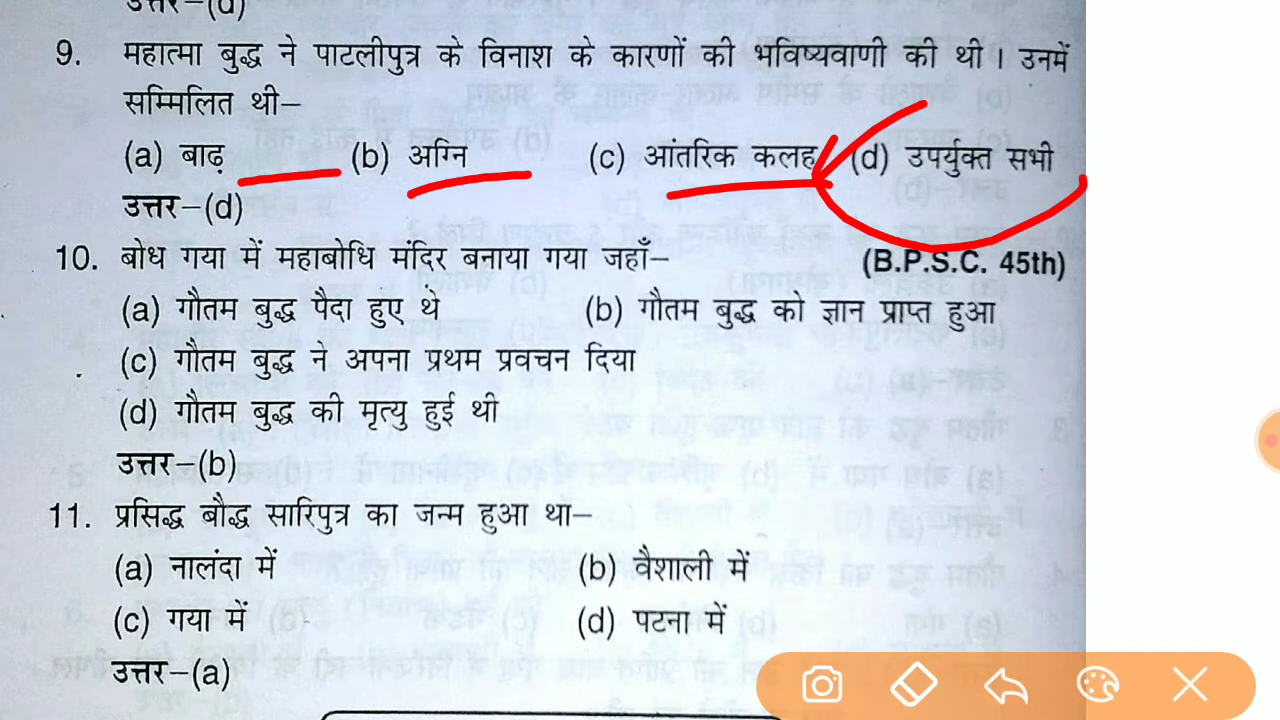 उत्तर–(d)
9. महात्मा बुद्ध ने पाटलीपुत्र के विनाश के कारणों की भविष्यवाणी की थी। उनमें
सम्मिलित थी–
(a) बाढ़ (b) अग्नि (c) आंतरिक कलह (d) उपर्युक्त सभी
उत्तर–(d)
10. बोध गया में महाबोधि मंदिर बनाया गया जहाँ– (B.P.S.C. 45th)
(a) गौतम बुद्ध पैदा हुए थे (b) गौतम बुद्ध को ज्ञान प्राप्त हुआ
(c) गौतम बुद्ध ने अपना प्रथम प्रवचन दिया
(d) गौतम बुद्ध की मृत्यु हुई थी
उत्तर–(b)
11. प्रसिद्ध बौद्ध सारिपुत्र का जन्म हुआ था–
(a) नालंदा में (b) वैशाली में
(c) गया में (d) पटना में
उत्तर–(a)